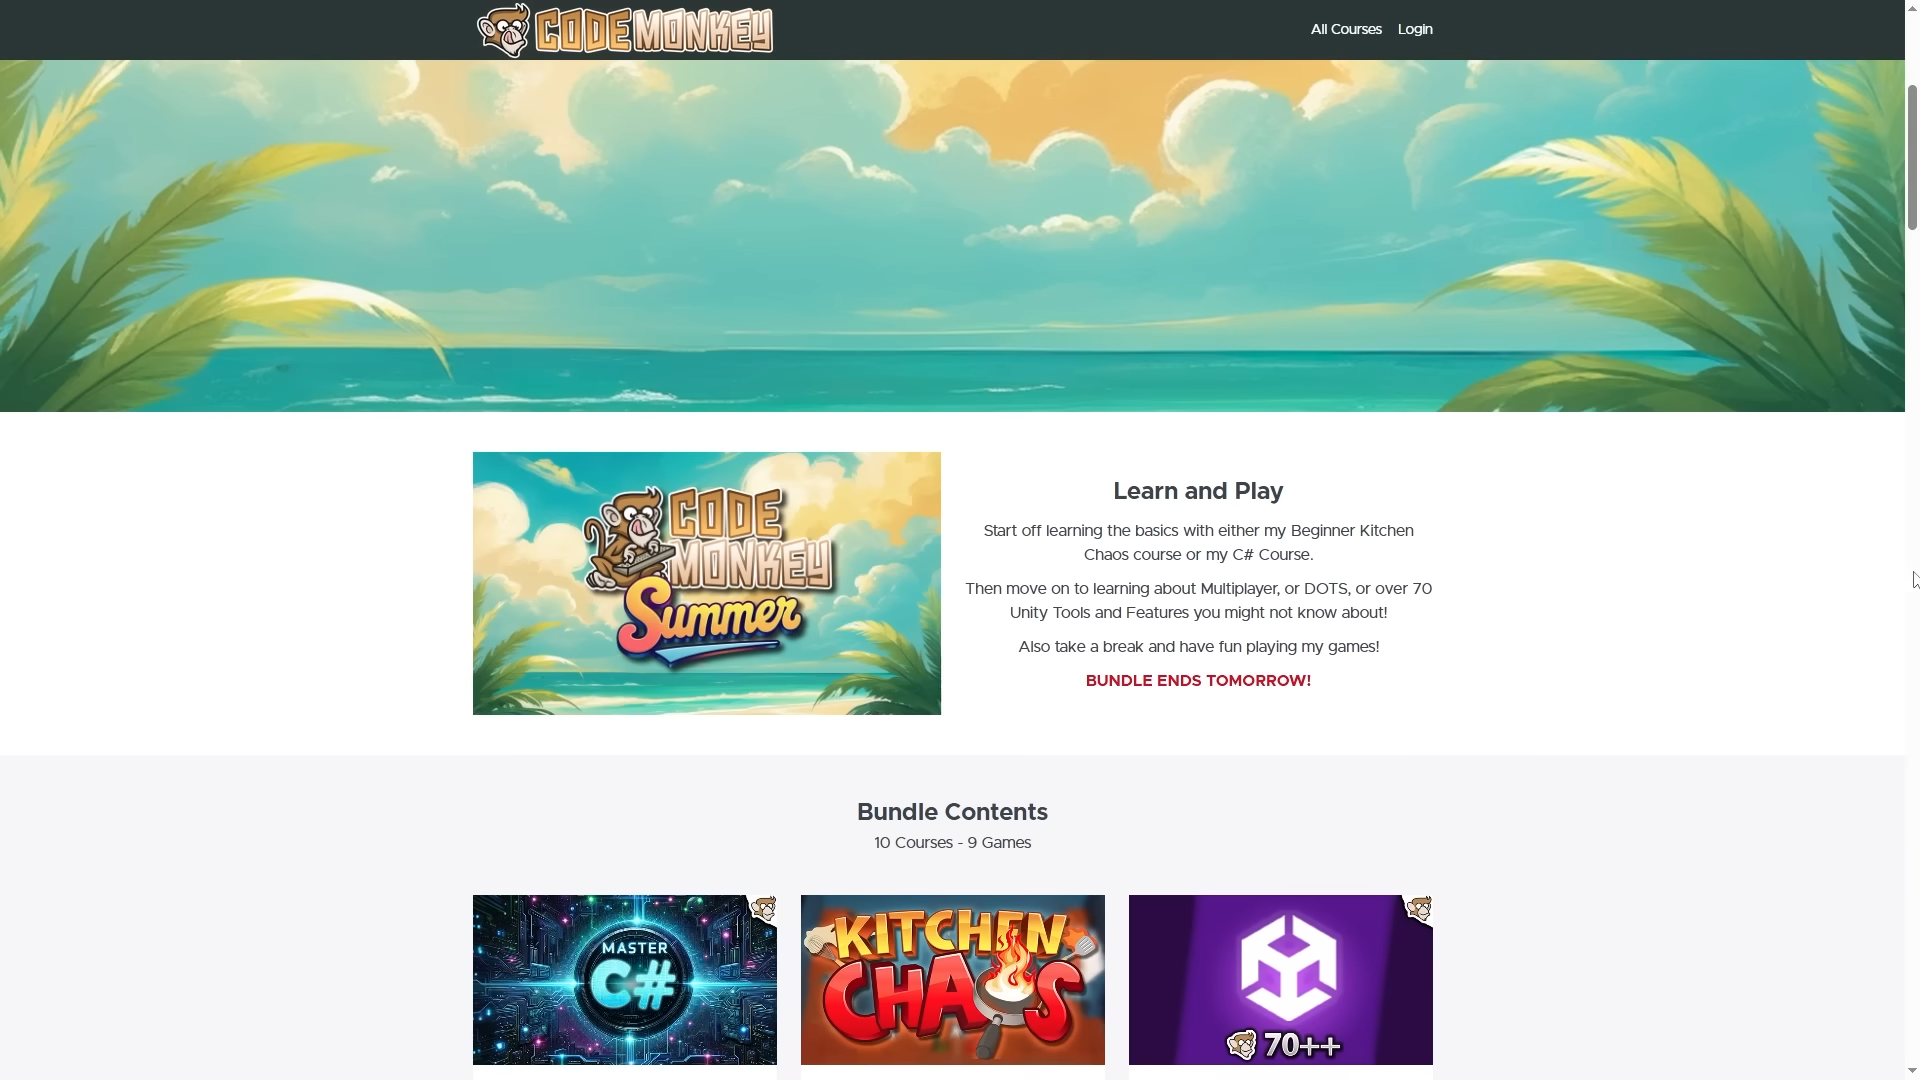 CODE MONKEY
All Courses Login
CODE
MONKEY
Summer
Learn and Play
Start off learning the basics with either my Beginner Kitchen
Chaos course or my C# Course.
Then move on to learning about Multiplayer, or DOTS, or over 70
Unity Tools and Features you might not know about!
Also take a break and have fun playing my games!
BUNDLE ENDS TOMORROW!
Bundle Contents
10 Courses - 9 Games
MASTER
C#
KITCHEN
CHAOS
70++